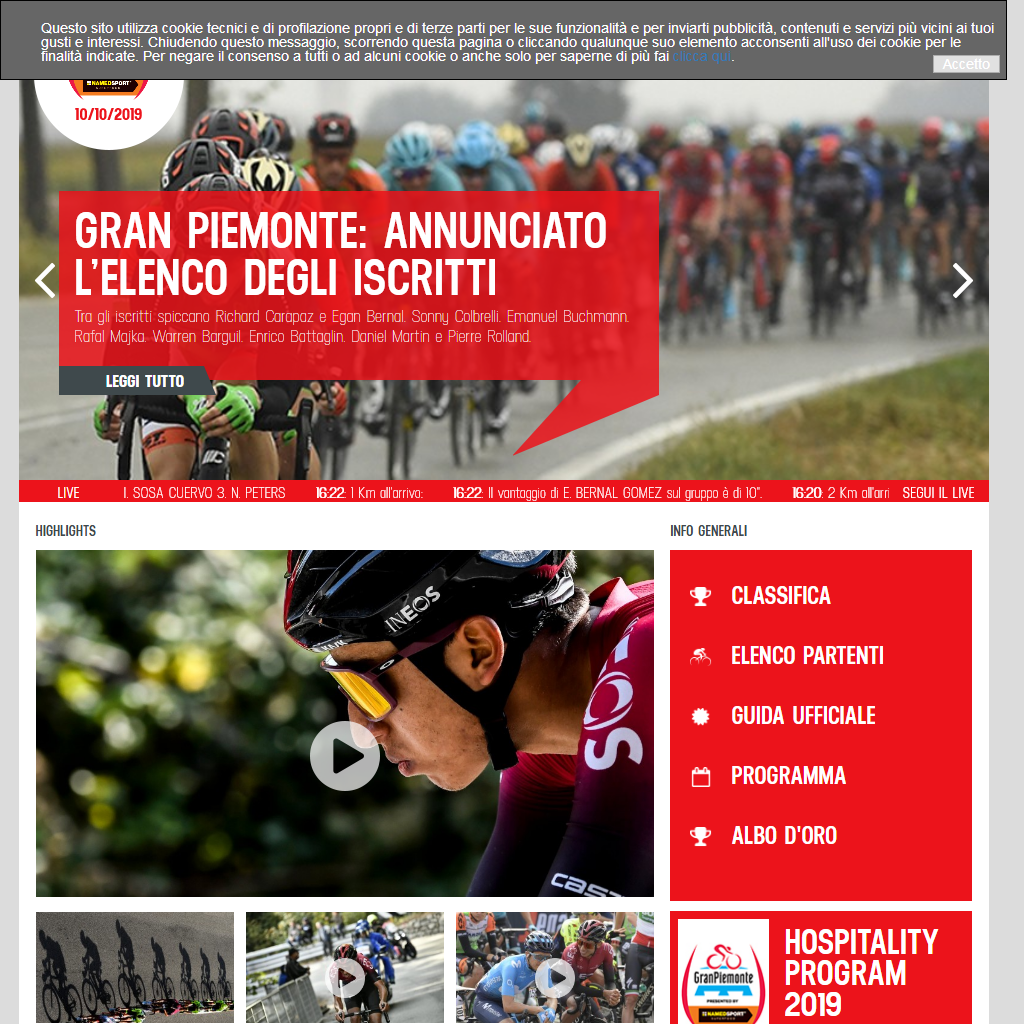 Questo sito utilizza cookie tecnici e di profilazione propri e di terze parti per le sue funzionalità e per inviarti pubblicità, contenuti e servizi più vicini ai tuoi
gusti e interessi. Chiudendo questo messaggio, scorrendo questa pagina o cliccando qualunque suo elemento acconsenti all'uso dei cookie per le
finalità indicate. Per negare il consenso a tutti o ad alcuni cookie o anche solo per saperne di più fai clicca qui.
Accetto
NAMEDSPORT
10/10/2019
GRAN PIEMONTE: ANNUNCIATO
L'ELENCO DEGLI ISCRITTI
Tra gli iscritti spiccano Richard Carapaz e Egan Bernal, Sonny Colbrelli, Emanuel Buchmann,
Rafal Majka, Warren Barguil, Enrico Battaglin, Daniel Martin e Pierre Rolland.
LEGGI TUTTO
LIVE I. SOSA CUERVO 3. N. PETERS 16:22: 1 Km all'arrivo: 16:22: Il vantaggio di E. BERNAL GOMEZ sul gruppo è di 10". 16:20: 2 Km all'arri SEGUI IL LIVE
HIGHLIGHTS
INFO GENERALI
INEOS
CLASSIFICA
ELENCO PARTENTI
GUIDA UFFICIALE
PROGRAMMA
ALBO D'ORO
HOSPITALITY
PROGRAM
2019
GranPiemonte
PRESENTED BY
NAMEDSPORT